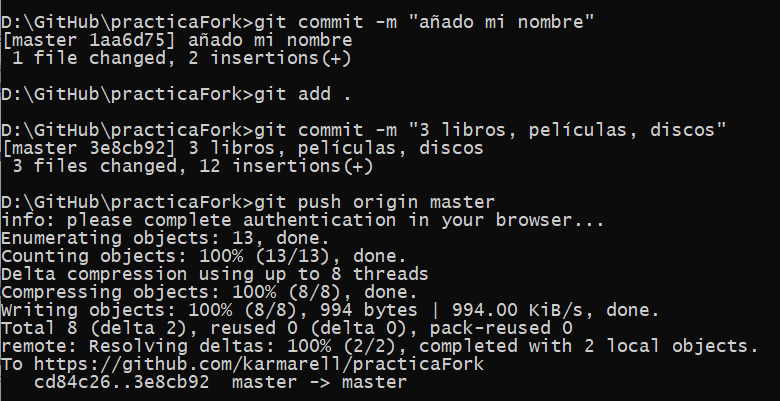 D:\GitHub\practicaFork>git commit -m "añado mi nombre"
[master 1aa6d75] añado mi nombre
 1 file changed, 2 insertions(+)
D:\GitHub\practicaFork>git add .
D:\GitHub\practicaFork>git commit -m "3 libros, películas, discos"
[master 3e8cb92] 3 libros, películas, discos
 3 files changed, 12 insertions(+)
D:\GitHub\practicaFork>git push origin master
info: please complete authentication in your browser...
Enumerating objects: 13, done.
Counting objects: 100% (13/13), done.
Delta compression using up to 8 threads
Compressing objects: 100% (8/8), done.
Writing objects: 100% (8/8), 994 bytes | 994.00 KiB/s, done.
Total 8 (delta 2), reused 0 (delta 0), pack-reused 0
remote: Resolving deltas: 100% (2/2), completed with 2 local objects.
To https://github.com/karmarell/practicaFork
   cd84c26..3e8cb92  master -> master